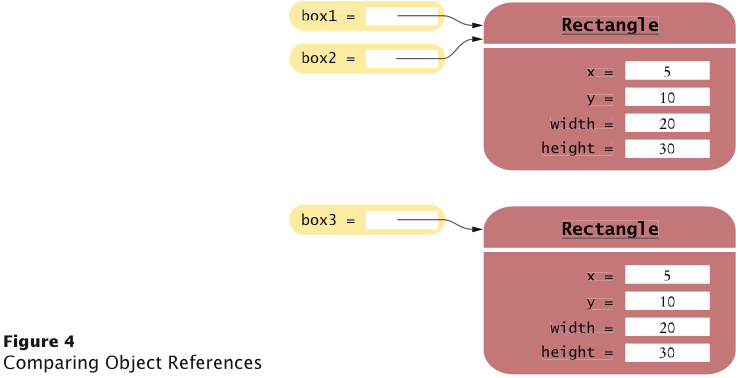 box1 =
Rectangle
box2 =
x = 5
y = 10
width = 20
height = 30
box3 =
Rectangle
x = 5
y = 10
width = 20
height = 30
Figure 4
Comparing Object References